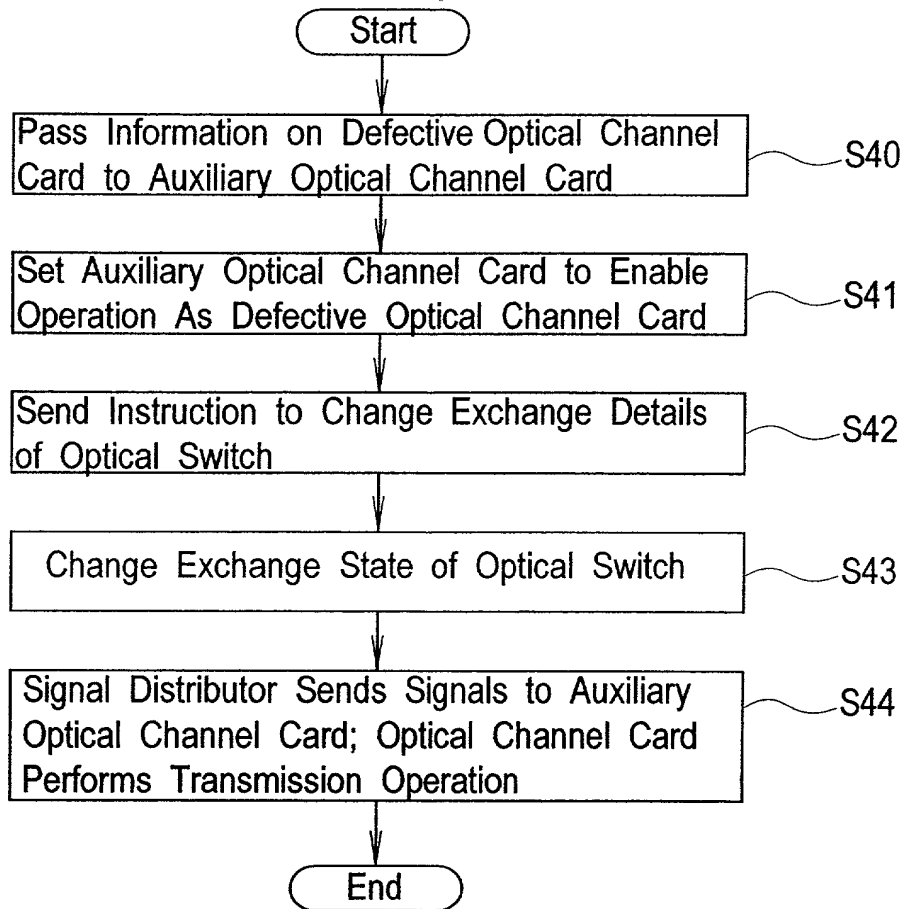 Start
Pass Information on Defective Optical Channel
Card to Auxiliary Optical Channel Card
S40
Set Auxiliary Optical Channel Card to Enable
Operation As Defective Optical Channel Card
S41
Send Instruction to Change Exchange Details
of Optical Switch
S42
Change Exchange State of Optical Switch
S43
Signal Distributor Sends Signals to Auxiliary
Optical Channel Card; Optical Channel Card
Performs Transmission Operation
S44
End